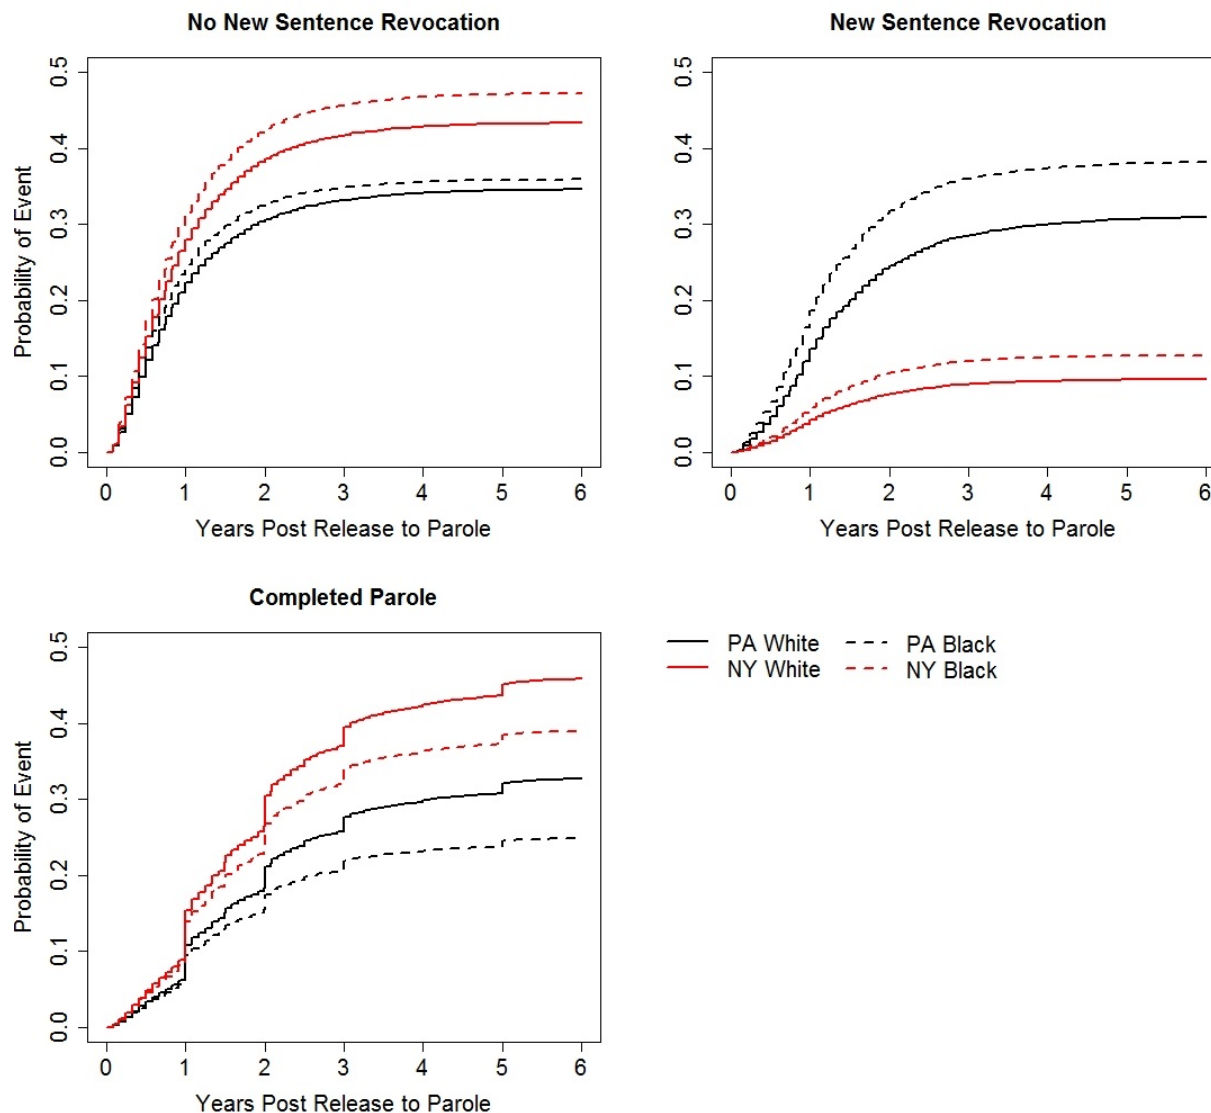 No New Sentence Revocation
Probability of Event
0.5
0.4
0.3
0.2
0.1
0.0
0 1 2 3 4 5 6
Years Post Release to Parole
New Sentence Revocation
Probability of Event
0.5
0.4
0.3
0.2
0.1
0.0
0 1 2 3 4 5 6
Years Post Release to Parole
Completed Parole
Probability of Event
0.5
0.4
0.3
0.2
0.1
0.0
0 1 2 3 4 5 6
Years Post Release to Parole
PA White PA Black
NY White NY Black